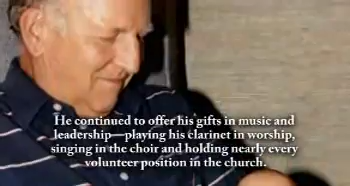 He continued to offer his gifts in music and
leadership—playing his clarinet in worship,
singing in the choir and holding nearly every
volunteer position in the church.